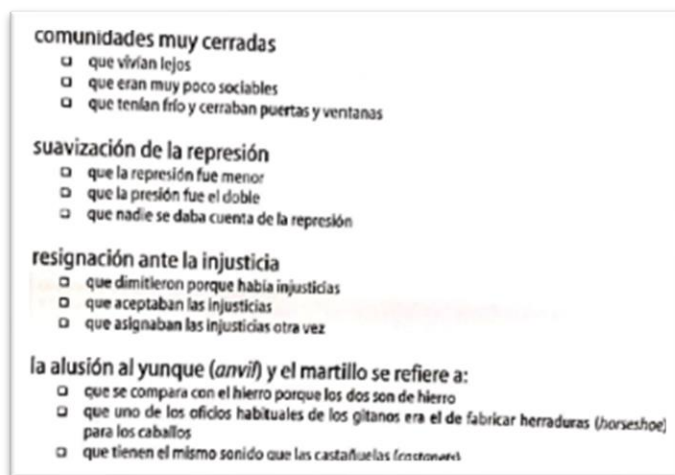 comunidades muy cerradas
❑ que vivían lejos
❑ que eran muy poco sociables
❑ que tenían frío y cerraban puertas y ventanas
suavización de la represión
❑ que la represión fue menor
❑ que la presión fue el doble
❑ que nadie se daba cuenta de la represión
resignación ante la injusticia
❑ que dimitieron porque había injusticias
❑ que aceptaban las injusticias
❑ que asignaban las injusticias otra vez
la alusión al yunque (anvil) y el martillo se refiere a:
❑ que se compara con el hierro porque los dos son de hierro
❑ que uno de los oficios habituales de los gitanos era el de fabricar herraduras (horseshoe)
para los caballos
❑ que tienen el mismo sonido que las castañuelas